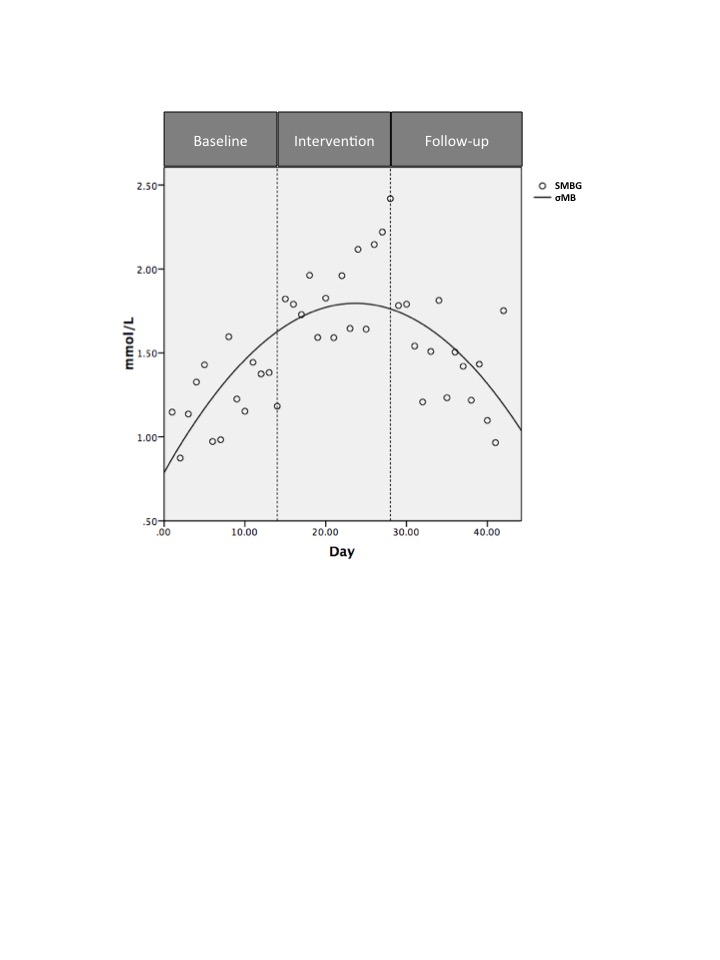 Baseline Intervention Follow-up
SMBG
σMB
2.50
2.00
1.50
1.00
.50
mmol/L
.00 10.00 20.00 30.00 40.00
Day